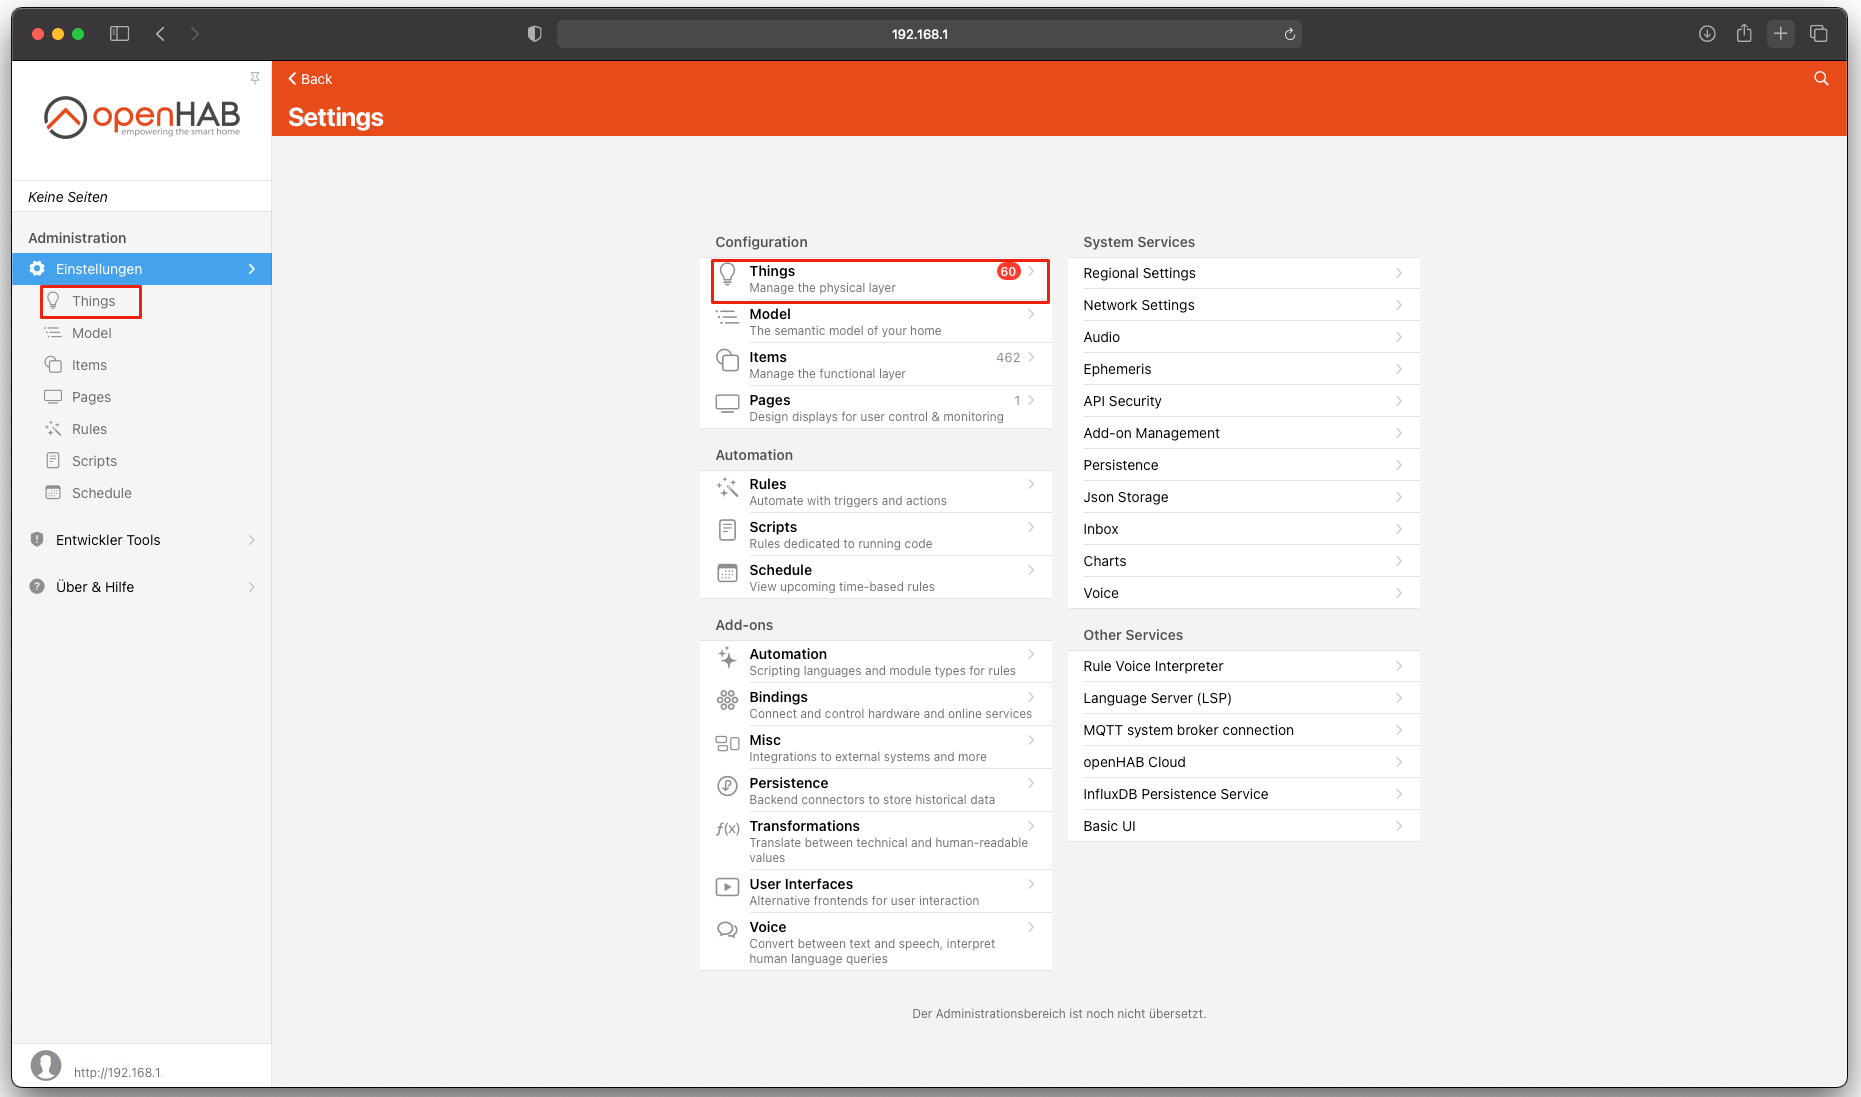 192.168.1
openHAB
empowering the smart home
Keine Seiten
Administration
Einstellungen
Things
Model
Items
Pages
Rules
Scripts
Schedule
Entwickler Tools
Über & Hilfe
http://192.168.1.
Back
Settings
Configuration
Things 60
Manage the physical layer
Model
The semantic model of your home
Items 462
Manage the functional layer
Pages 1
Design displays for user control & monitoring
Automation
Rules
Automate with triggers and actions
Scripts
Rules dedicated to running code
Schedule
View upcoming time-based rules
Add-ons
Automation
Scripting languages and module types for rules
Bindings
Connect and control hardware and online services
Misc
Integrations to external systems and more
Persistence
Backend connectors to store historical data
f(x) Transformations
Translate between technical and human-readable
values
User Interfaces
Alternative frontends for user interaction
Voice
Convert between text and speech, interpret
human language queries
System Services
Regional Settings
Network Settings
Audio
Ephemeris
API Security
Add-on Management
Persistence
Json Storage
Inbox
Charts
Voice
Other Services
Rule Voice Interpreter
Language Server (LSP)
MQTT system broker connection
openHAB Cloud
InfluxDB Persistence Service
Basic UI
Der Administrationsbereich ist noch nicht übersetzt.